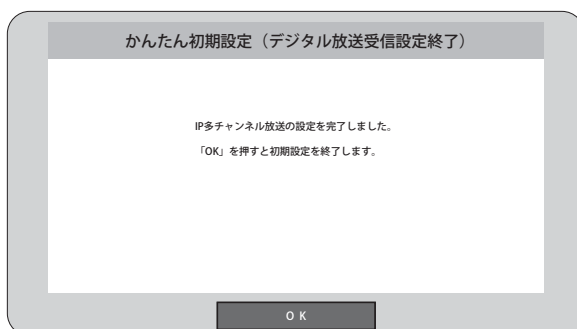 かんたん初期設定（デジタル放送受信設定終了）
IP多チャンネル放送の設定を完了しました。
「OK」を押すと初期設定を終了します。
O K